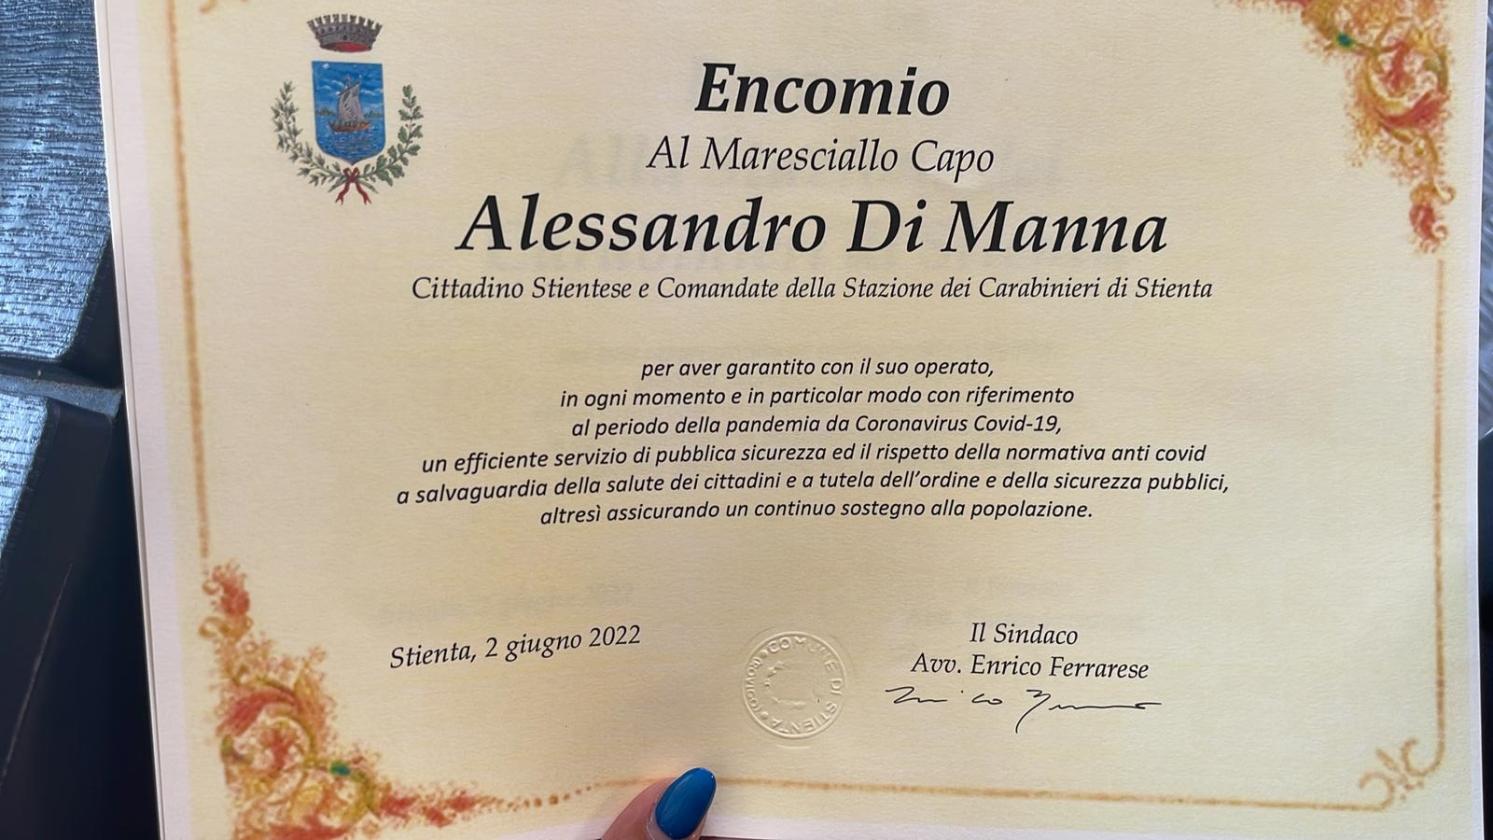 Encomio
Al Maresciallo Capo
Alessandro Di Manna
Cittadino Stientese e Comandate della Stazione dei Carabinieri di Stienta
per aver garantito con il suo operato,
in ogni momento e in particolar modo con riferimento
al periodo della pandemia da Coronavirus Covid-19,
un efficiente servizio di pubblica sicurezza ed il rispetto della normativa anti covid
a salvaguardia della salute dei cittadini e a tutela dell'ordine e della sicurezza pubblici,
altresì assicurando un continuo sostegno alla popolazione.
Stienta, 2 giugno 2022
COMUNE DI STIENTA (ROVIGO)
Il Sindaco
Avv. Enrico Ferrarese